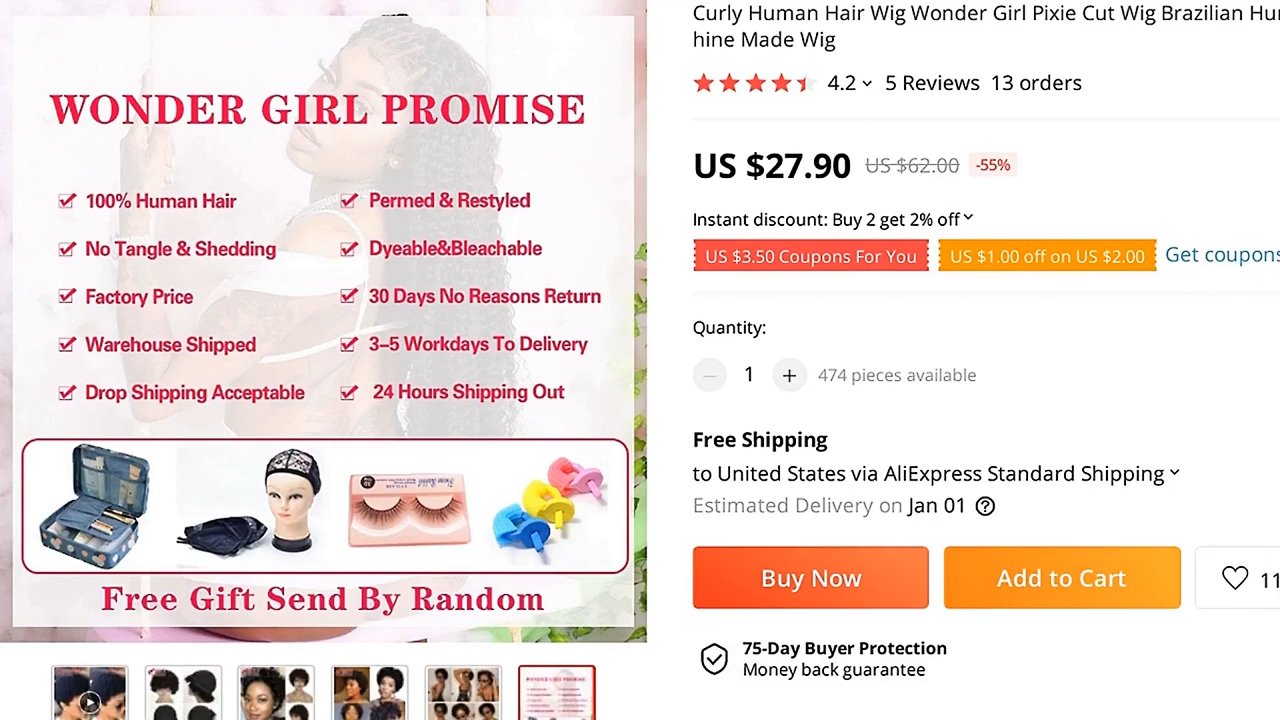 WONDER GIRL PROMISE
100% Human Hair
Permed & Restyled
No Tangle & Shedding
Dyeable&Bleachable
Factory Price
30 Days No Reasons Return
Warehouse Shipped
3–5 Workdays To Delivery
Drop Shipping Acceptable
24 Hours Shipping Out
Free Gift Send By Random
Curly Human Hair Wig Wonder Girl Pixie Cut Wig Brazilian Hu
hine Made Wig
4.2 5 Reviews 13 orders
US $27.90 US $62.00 -55%
Instant discount: Buy 2 get 2% off
US $3.50 Coupons For You US $1.00 off on US $2.00 Get coupons
Quantity:
1 + 474 pieces available
Free Shipping
to United States via AliExpress Standard Shipping
Estimated Delivery on Jan 01
Buy Now Add to Cart 11
75-Day Buyer Protection
Money back guarantee